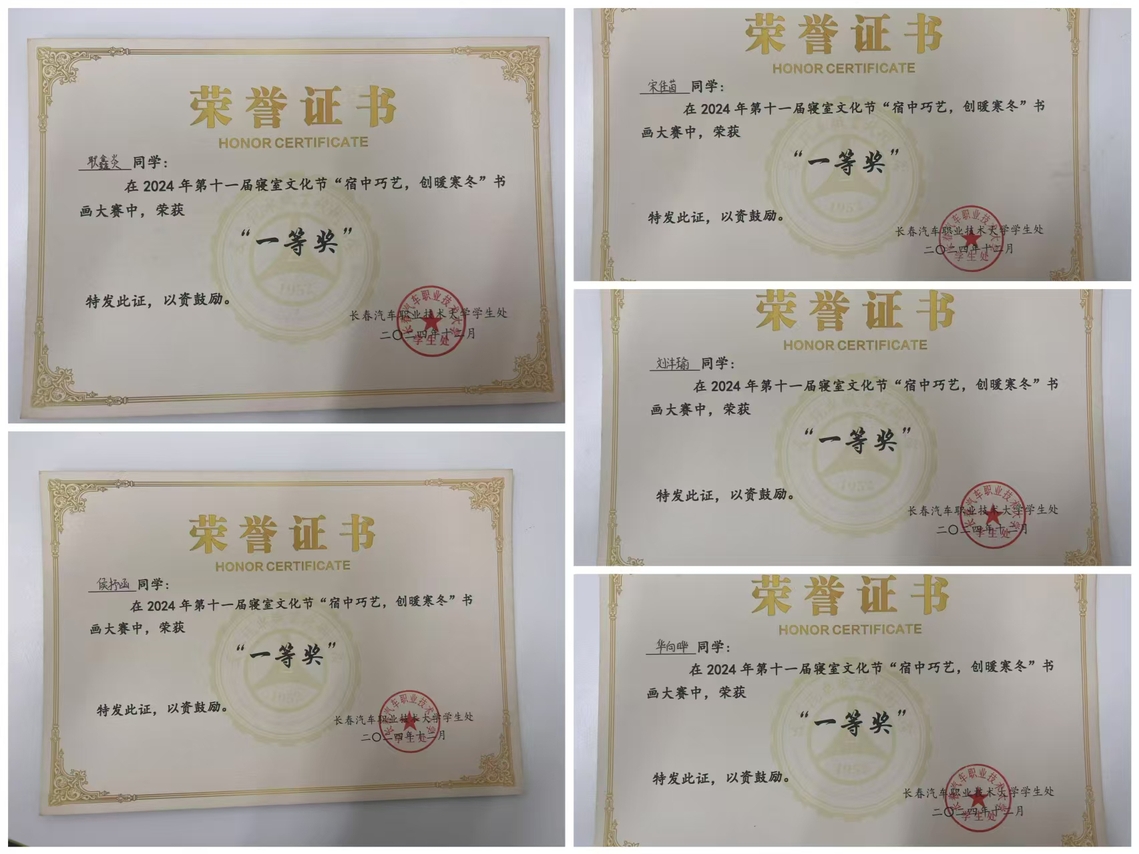 荣誉证书
HONOR CERTIFICATE
耿鑫炎 同学：
在 2024 年第十一届寝室文化节“宿中巧艺，创暖寒冬”书
画大赛中，荣获
“一等奖”
特发此证，以资鼓励。
长春汽车职业技术大学学生处
二〇二四年十二月
荣誉证书
HONOR CERTIFICATE
侯抒涵 同学：
在 2024 年第十一届寝室文化节“宿中巧艺，创暖寒冬”书
画大赛中，荣获
“一等奖”
特发此证，以资鼓励。
长春汽车职业技术大学学生处
二〇二四年十二月
荣誉证书
HONOR CERTIFICATE
宋佳茵 同学：
在 2024 年第十一届寝室文化节“宿中巧艺，创暖寒冬”书
画大赛中，荣获
“一等奖”
特发此证，以资鼓励。
长春汽车职业技术大学学生处
二〇二四年十二月
荣誉证书
HONOR CERTIFICATE
刘沣瑜 同学：
在 2024 年第十一届寝室文化节“宿中巧艺，创暖寒冬”书
画大赛中，荣获
“一等奖”
特发此证，以资鼓励。
长春汽车职业技术大学学生处
二〇二四年十二月
荣誉证书
HONOR CERTIFICATE
华向晔 同学：
在 2024 年第十一届寝室文化节“宿中巧艺，创暖寒冬”书
画大赛中，荣获
“一等奖”
特发此证，以资鼓励。
长春汽车职业技术大学学生处
二〇二四年十二月